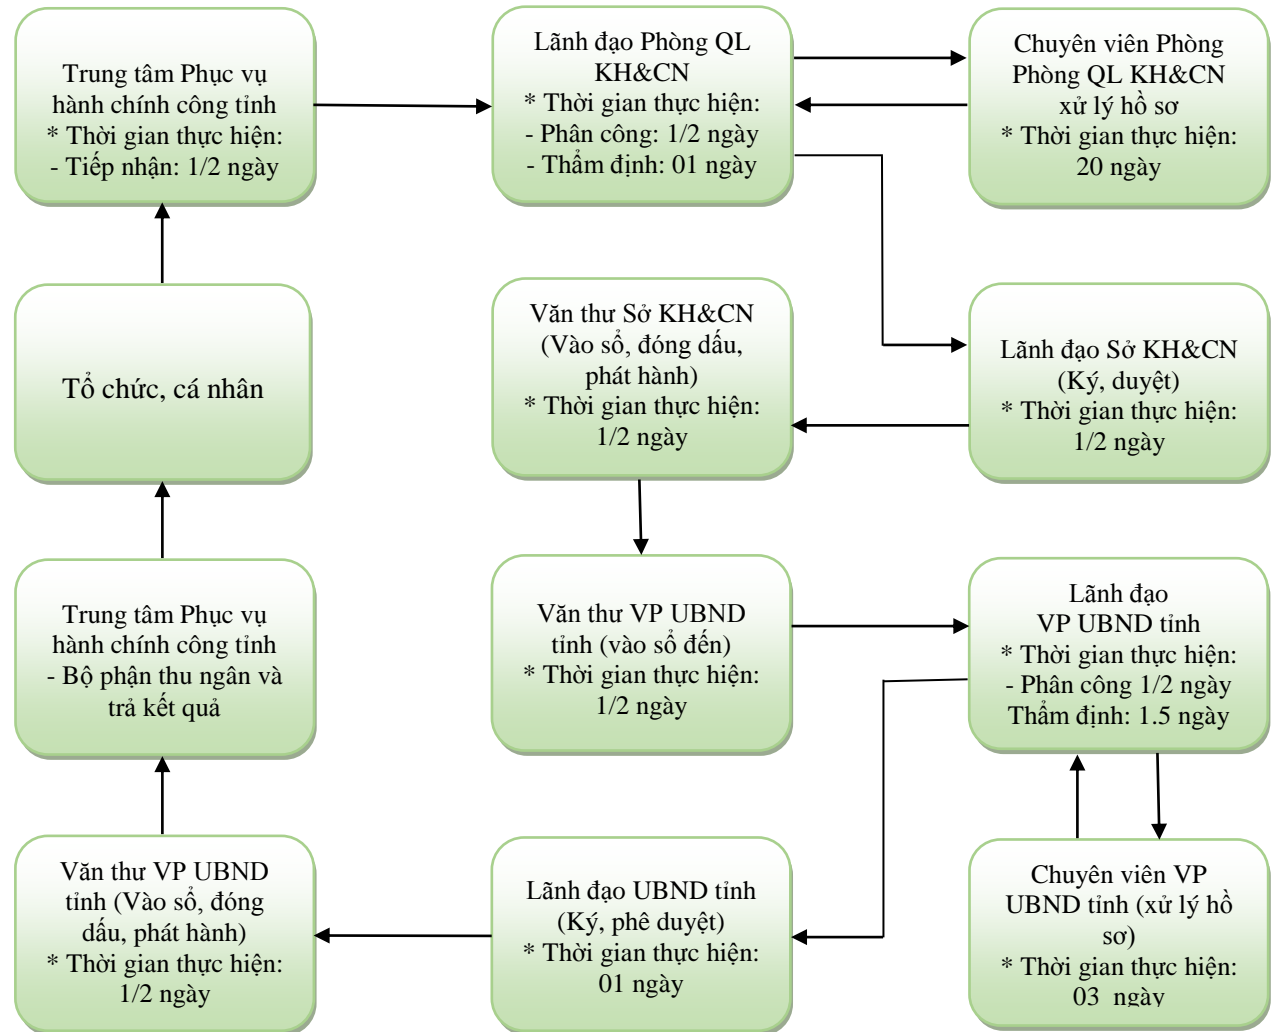 Trung tâm Phục vụ
hành chính công tỉnh
* Thời gian thực hiện:
- Tiếp nhận: 1/2 ngày
Lãnh đạo Phòng QL
KH&CN
* Thời gian thực hiện:
- Phân công: 1/2 ngày
- Thẩm định: 01 ngày
Chuyên viên Phòng
Phòng QL KH&CN
xử lý hồ sơ
* Thời gian thực hiện:
20 ngày
Tổ chức, cá nhân
Văn thư Sở KH&CN
(Vào sổ, đóng dấu,
phát hành)
* Thời gian thực hiện:
1/2 ngày
Lãnh đạo Sở KH&CN
(Ký, duyệt)
* Thời gian thực hiện:
1/2 ngày
Trung tâm Phục vụ
hành chính công tỉnh
- Bộ phận thu ngân và
trả kết quả
Văn thư VP UBND
tỉnh (vào sổ đến)
* Thời gian thực hiện:
1/2 ngày
Lãnh đạo
VP UBND tỉnh
* Thời gian thực hiện:
- Phân công 1/2 ngày
Thẩm định: 1.5 ngày
Văn thư VP UBND
tỉnh (Vào sổ, đóng
dấu, phát hành)
* Thời gian thực hiện:
1/2 ngày
Lãnh đạo UBND tỉnh
(Ký, phê duyệt)
* Thời gian thực hiện:
01 ngày
Chuyên viên VP
UBND tỉnh (xử lý hồ
sơ)
* Thời gian thực hiện:
03 ngày